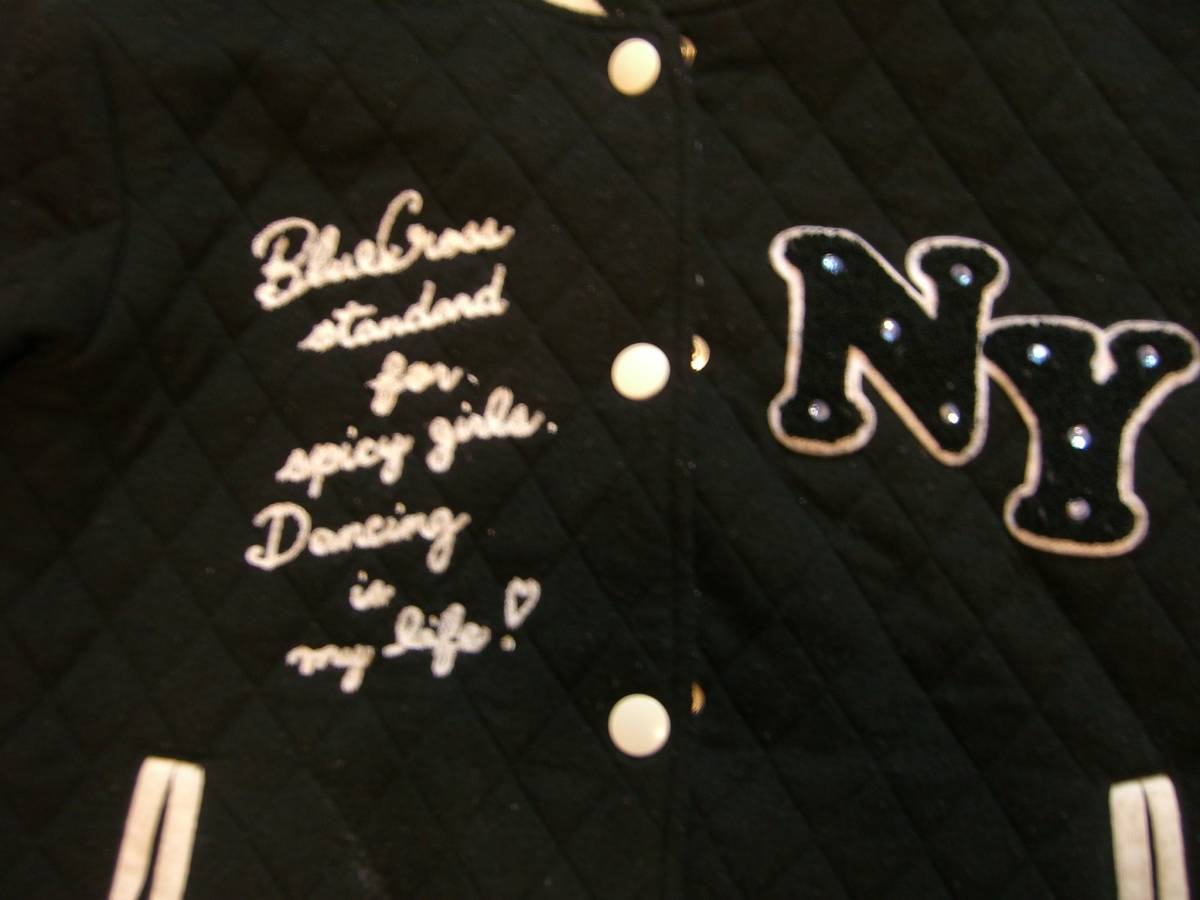 BlueCross
standard
for
spicy girls.
Dancing
is
my life!
NY